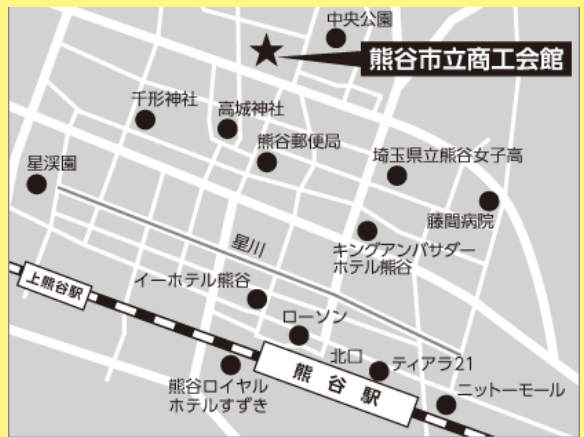 中央公園
熊谷市立商工会館
千形神社
高城神社
熊谷郵便局
埼玉県立熊谷女子高
星渓園
藤間病院
星川
キングアンバサダー
ホテル熊谷
上熊谷駅
イーホテル熊谷
ローソン
北口
ティアラ21
熊谷駅
熊谷ロイヤル
ホテルすずき
ニットーモール